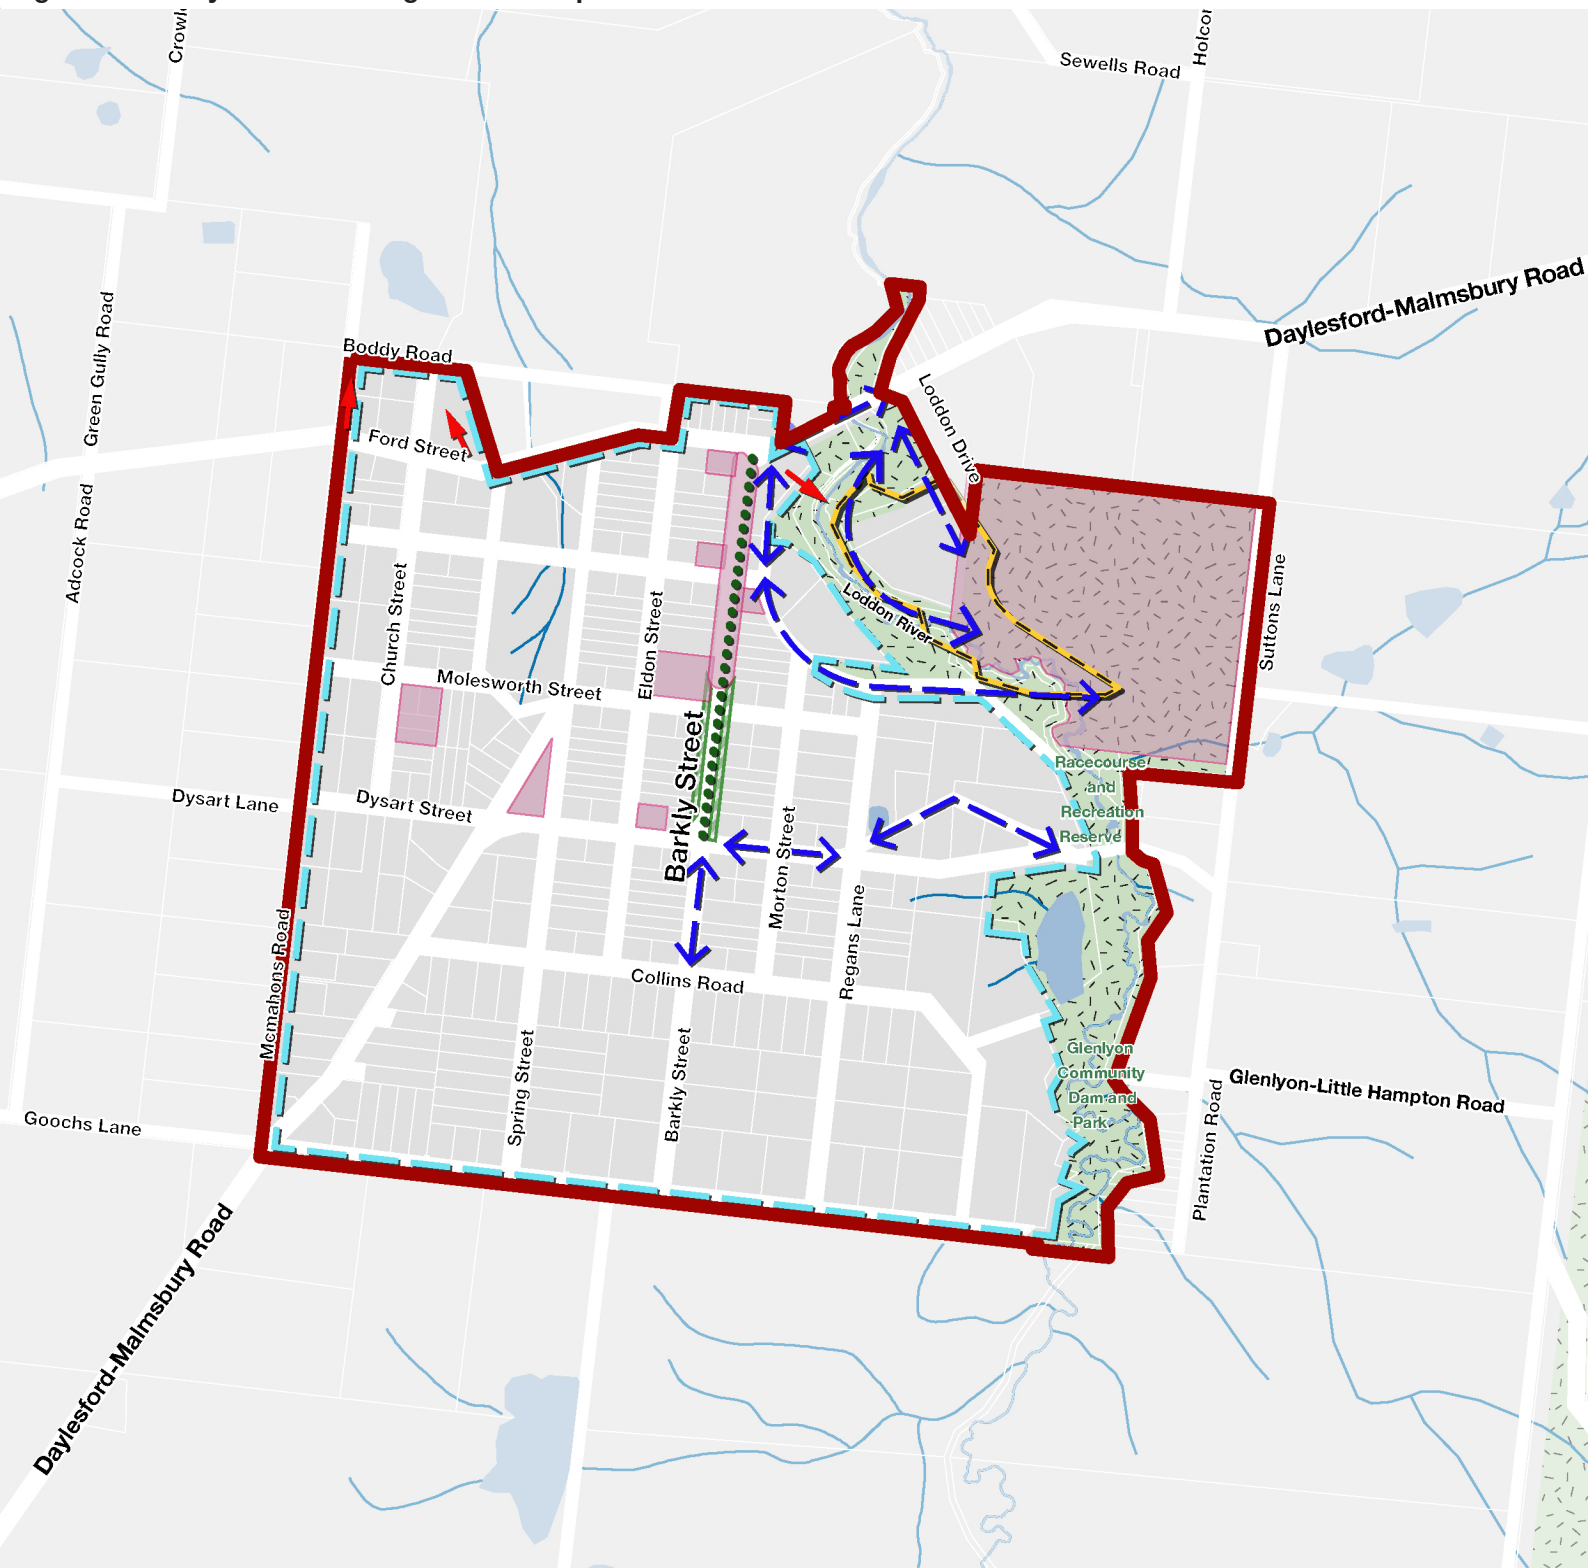 Sewells Road
Daylesford-Malmsbury Road
Green Gully Road
Boddy Road
Loddon Drive
Ford Street
Adcock Road
Church Street
Eldon Street
Loddon River
Suttons Lane
Molesworth Street
Barkly Street
Racecourse
and
Recreation
Reserve
Dysart Lane
Dysart Street
Morton Street
Regans Lane
Mcmahons Road
Collins Road
Spring Street
Barkly Street
Glenlyon
Community
Dam and
Park
Glenlyon-Little Hampton Road
Plantation Road
Goochs Lane
Daylesford-Malmsbury Road